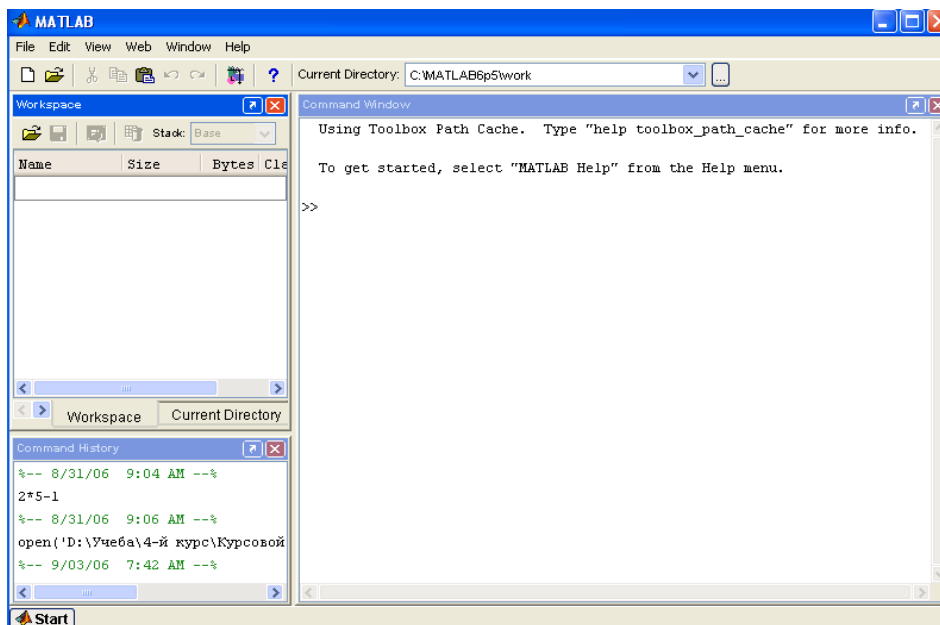 MATLAB
File Edit View Web Window Help
? Current Directory: C:\MATLAB6p5\work ...
Workspace
Stack: Base
Name Size Bytes Cla
Workspace Current Directory
Command History
%-- 8/31/06 9:04 AM --%
2*5-1
%-- 8/31/06 9:06 AM --%
open('D:\Учеба\4-й курс\Курсовой
%-- 9/03/06 7:42 AM --%
Command Window
Using Toolbox Path Cache. Type "help toolbox_path_cache" for more info.
To get started, select "MATLAB Help" from the Help menu.
>>
Start